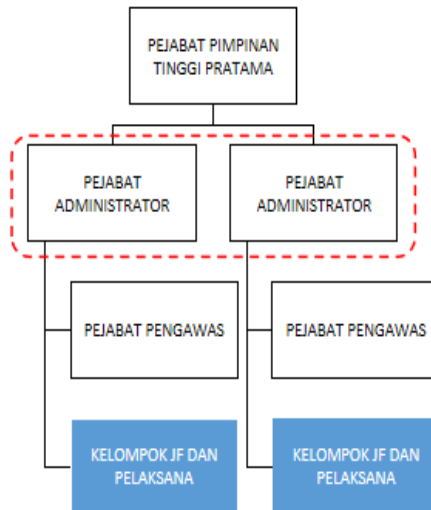 PEJABAT PIMPINAN
TINGGI PRATAMA
PEJABAT
ADMINISTRATOR
PEJABAT
ADMINISTRATOR
PEJABAT PENGAWAS
PEJABAT PENGAWAS
KELOMPOK JF DAN
PELAKSANA
KELOMPOK JF DAN
PELAKSANA